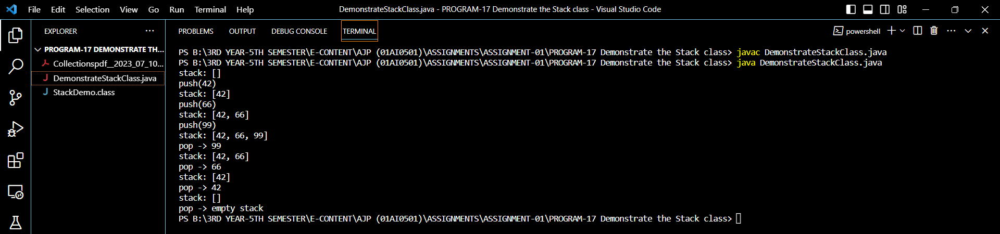 File Edit Selection View Go Run Terminal Help DemonstrateStackClass.java - PROGRAM-17 Demonstrate the Stack class - Visual Studio Code
EXPLORER ...
PROGRAM-17 DEMONSTRATE TH...
Collectionspdf__2023_07_10...
J DemonstrateStackClass.java
J StackDemo.class
PROBLEMS OUTPUT DEBUG CONSOLE TERMINAL powershell
PS B:\3RD YEAR-5TH SEMESTER\E-CONTENT\AJP (01AI0501)\ASSIGNMENTS\ASSIGNMENT-01\PROGRAM-17 Demonstrate the Stack class> javac DemonstrateStackClass.java
PS B:\3RD YEAR-5TH SEMESTER\E-CONTENT\AJP (01AI0501)\ASSIGNMENTS\ASSIGNMENT-01\PROGRAM-17 Demonstrate the Stack class> java DemonstrateStackClass.java
stack: []
push(42)
stack: [42]
push(66)
stack: [42, 66]
push(99)
stack: [42, 66, 99]
pop -> 99
stack: [42, 66]
pop -> 66
stack: [42]
pop -> 42
stack: []
pop -> empty stack
PS B:\3RD YEAR-5TH SEMESTER\E-CONTENT\AJP (01AI0501)\ASSIGNMENTS\ASSIGNMENT-01\PROGRAM-17 Demonstrate the Stack class>